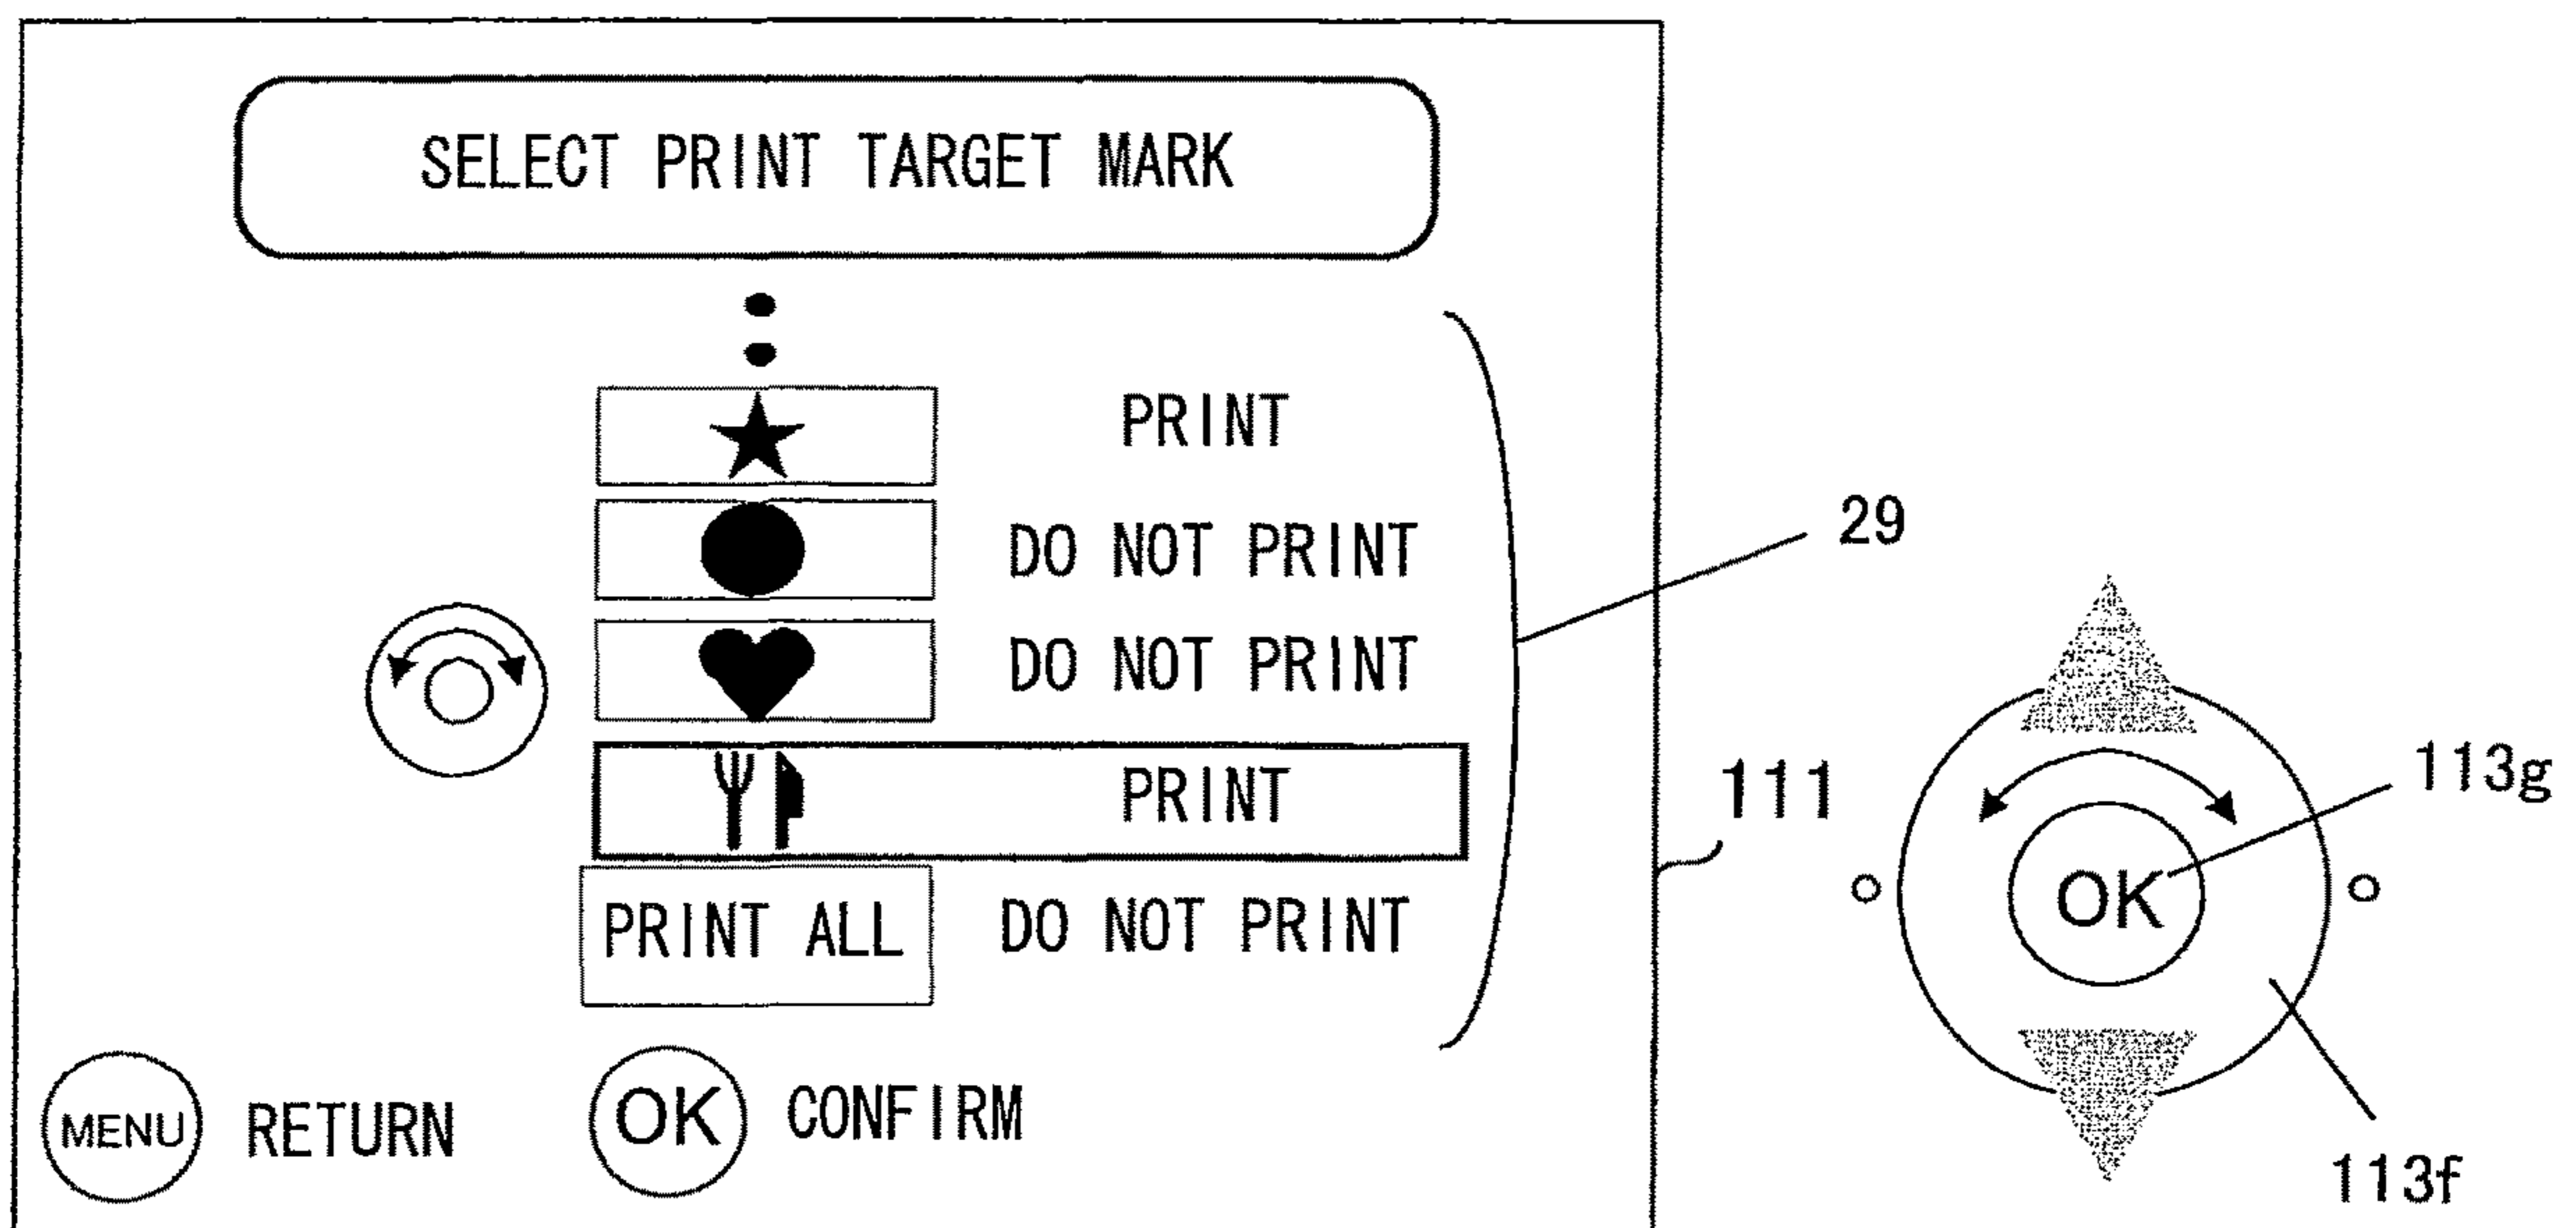 SELECT PRINT TARGET MARK
PRINT
DO NOT PRINT
DO NOT PRINT
PRINT
PRINT ALL DO NOT PRINT
MENU RETURN OK CONFIRM
29
111
113g
OK
113f